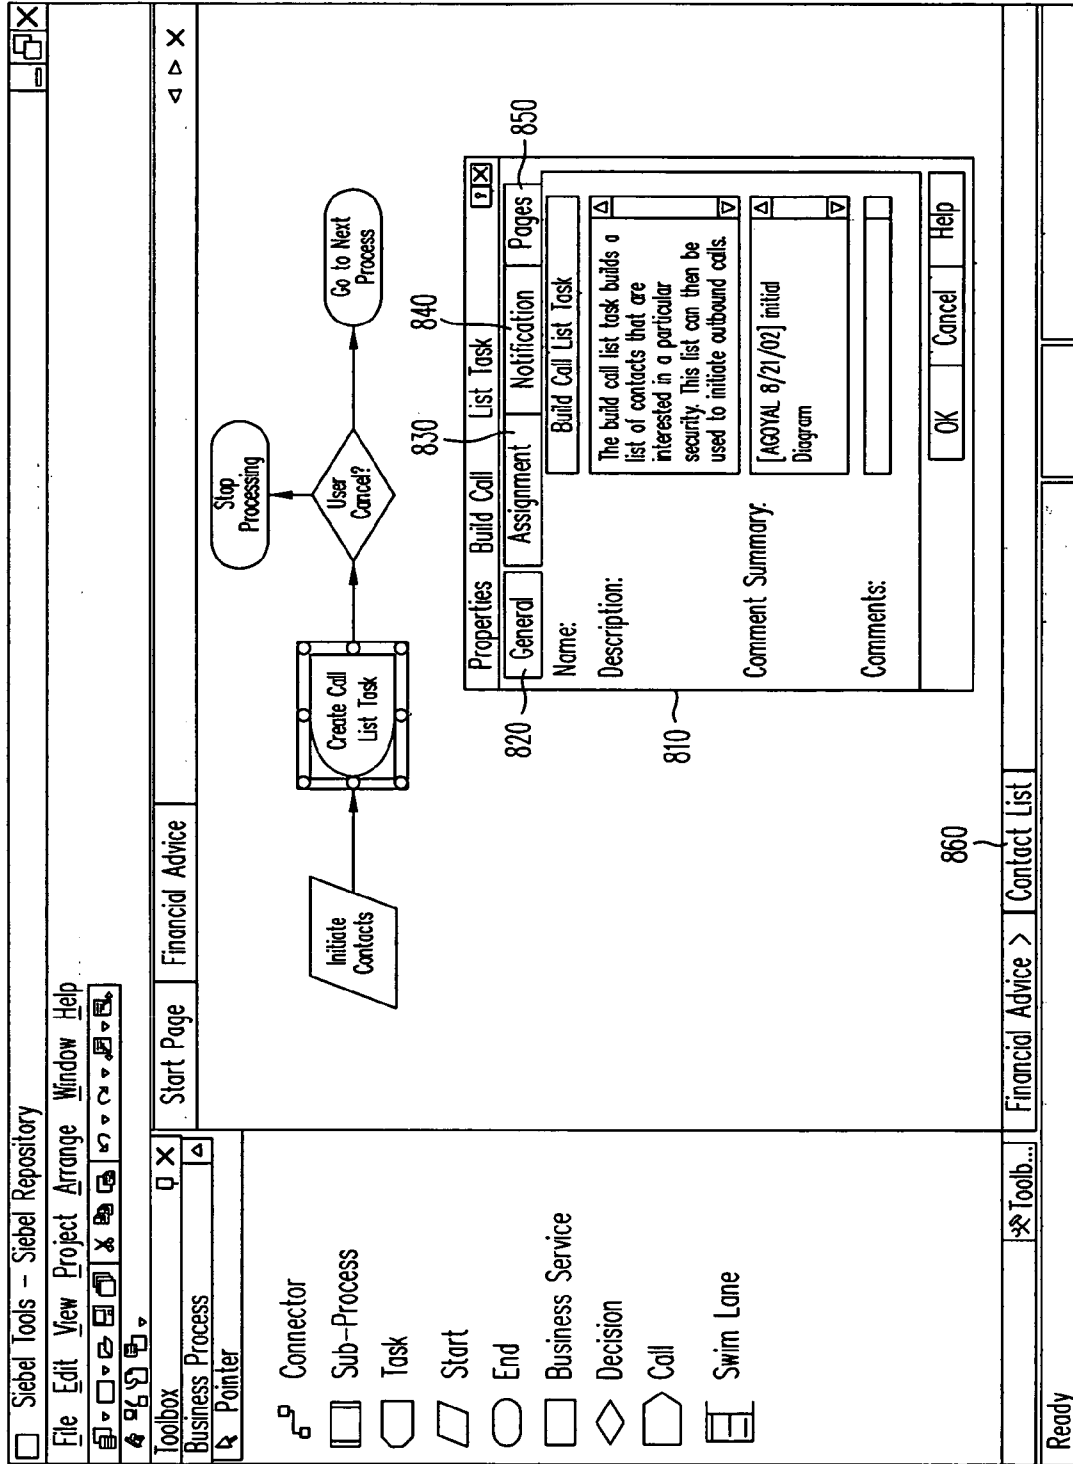 Siebel Tools - Siebel Repository
File Edit View Project Arrange Window Help
Toolbox
Business Process
Pointer
Connector
Sub-Process
Task
Start
End
Business Service
Decision
Call
Swim Lane
Toolb...
Start Page
Financial Advice
Initiate
Contacts
Create Call
List Task
User
Cancel?
Stop
Processing
Go to Next
Process
Properties Build Call List Task
General
Assignment
Notification
Pages
Name:
Build Call List Task
Description:
The build call list task builds a
list of contacts that are
interested in a particular
security. This list can then be
used to initiate outbound calls.
Comment Summary.
[AGOYAL 8/21/02] initial
Diagram
Comments:
OK
Cancel
Help
820
830
840
850
810
860
Financial Advice >
Contact List
Ready